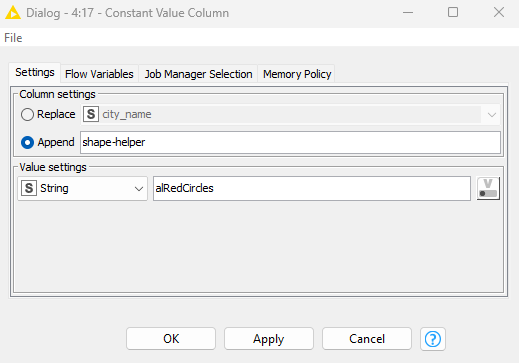 Dialog - 4:17 - Constant Value Column
File
Settings Flow Variables Job Manager Selection Memory Policy
Column settings
Replace S city_name
Append shape-helper
Value settings
S String alRedCircles V
OK Apply Cancel ?